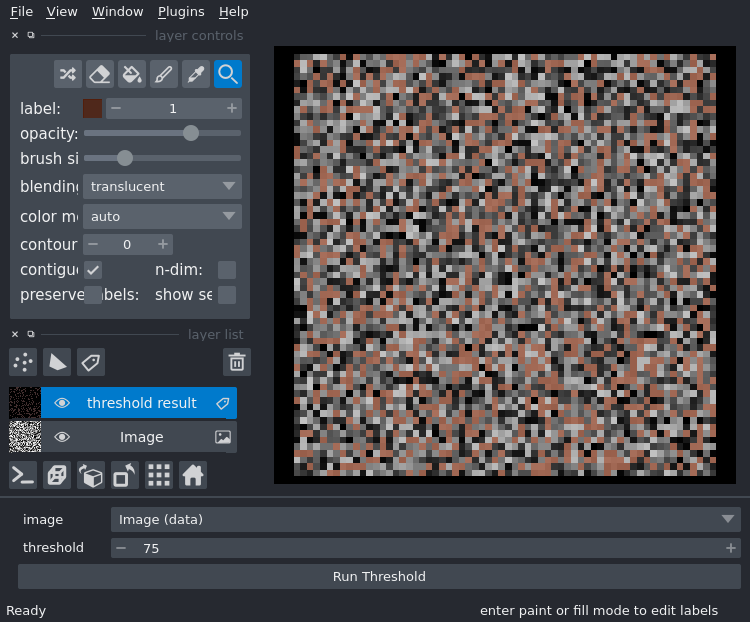 File View Window Plugins Help
layer controls
label: 1
opacity:
brush si
blending translucent
color m auto
contour 0
contigu n-dim:
preserve abels: show se
layer list
threshold result
Image
image Image (data)
threshold 75
Run Threshold
Ready enter paint or fill mode to edit labels